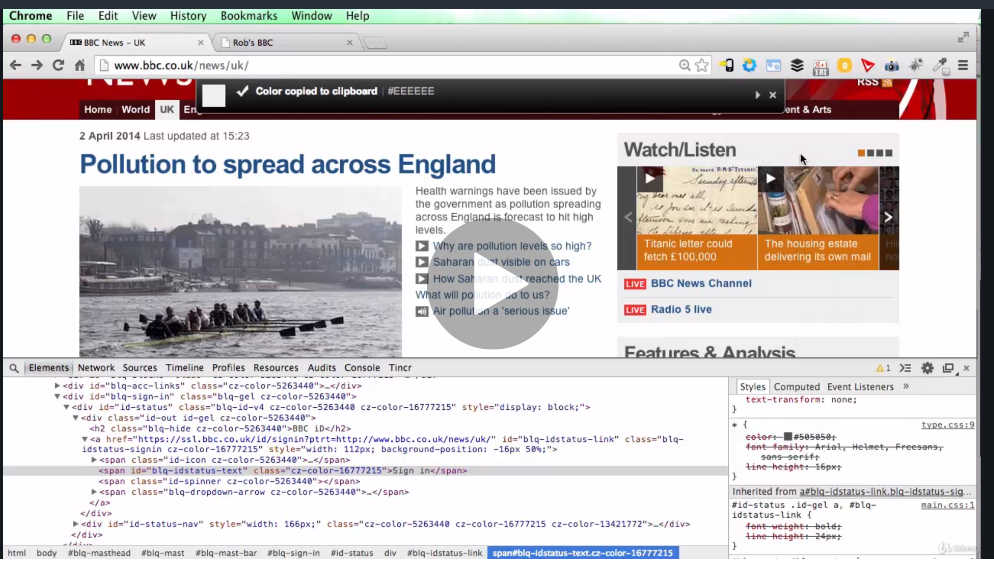 Chrome File Edit View History Bookmarks Window Help
BBC News - UK × Rob's BBC ×
www.bbc.co.uk/news/uk/
NEWS
RSS
Color copied to clipboard #EEEEEE
Home World UK
ent & Arts
2 April 2014 Last updated at 15:23
Pollution to spread across England
Health warnings have been issued by
the government as pollution spreading
across England is forecast to hit high
levels.
Why are pollution levels so high?
Saharan dust visible on cars
How Saharan dust reached the UK
What will pollution do to us?
Air pollution a 'serious issue'
Watch/Listen
Titanic letter could
fetch £100,000
The housing estate
delivering its own mail
LIVE BBC News Channel
LIVE Radio 5 live
Features & Analysis
Elements Network Sources Timeline Profiles Resources Audits Console Tincr
1
▶<div id="blq-acc-links" class="cz-color-5263440">…</div>
▼<div id="blq-sign-in" class="blq-gel cz-color-5263440">
▼<div id="id-status" class="blq-id-v4 cz-color-5263440 cz-color-16777215" style="display: block;">
▼<div class="id-out id-gel cz-color-5263440">
<h2 class="blq-hide cz-color-5263440">BBC iD</h2>
▼<a href="https://ssl.bbc.co.uk/id/signin?ptrt=http://www.bbc.co.uk/news/uk/" id="blq-idstatus-link" class="blq-
idstatus-signin cz-color-16777215" style="width: 112px; background-position: -16px 50%;">
▶<span class="id-icon cz-color-5263440">…</span>
<span id="blq-idstatus-text" class="cz-color-16777215">Sign in</span>
<span class="id-spinner cz-color-5263440"></span>
▶<span class="blq-dropdown-arrow cz-color-5263440">…</span>
</a>
</div>
▶<div id="id-status-nav" style="width: 166px;" class="cz-color-5263440 cz-color-16777215 cz-color-13421772">…</div>
</div>
html body #blq-masthead #blq-mast #blq-mast-bar #blq-sign-in #id-status div #blq-idstatus-link span#blq-idstatus-text.cz-color-16777215
Styles Computed Event Listeners »
text-transform: none;
}
* { type.css:9
color: #505050;
font-family: Arial, Helmet, Freesans,
sans-serif;
line-height: 16px;
}
Inherited from a#blq-idstatus-link.blq-idstatus-sig…
#id-status .id-gel a, #blq- main.css:1
idstatus-link {
font-weight: bold;
line-height: 24px;
}
Udemy